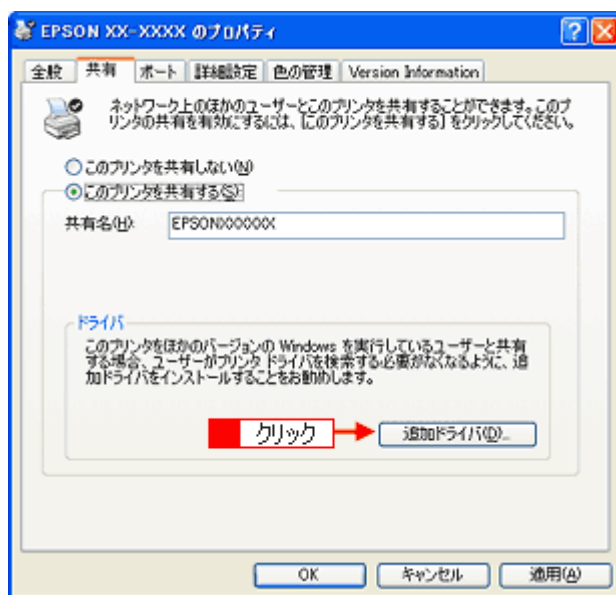 EPSON XX-XXXX のプロパティ
全般 共有 ポート 詳細設定 色の管理 Version Information
ネットワーク上のほかのユーザーとこのプリンタを共有することができます。このプ
リンタの共有を有効にするには、[このプリンタを共有する] をクリックしてください。
このプリンタを共有しない(N)
このプリンタを共有する(S)
共有名(H): EPSONXXXXXX
ドライバ
このプリンタをほかのバージョンの Windows を実行しているユーザーと共有
する場合、ユーザーがプリンタ ドライバを検索する必要がなくなるように、追
加ドライバをインストールすることをお勧めします。
クリック 追加ドライバ(D)...
OK キャンセル 適用(A)